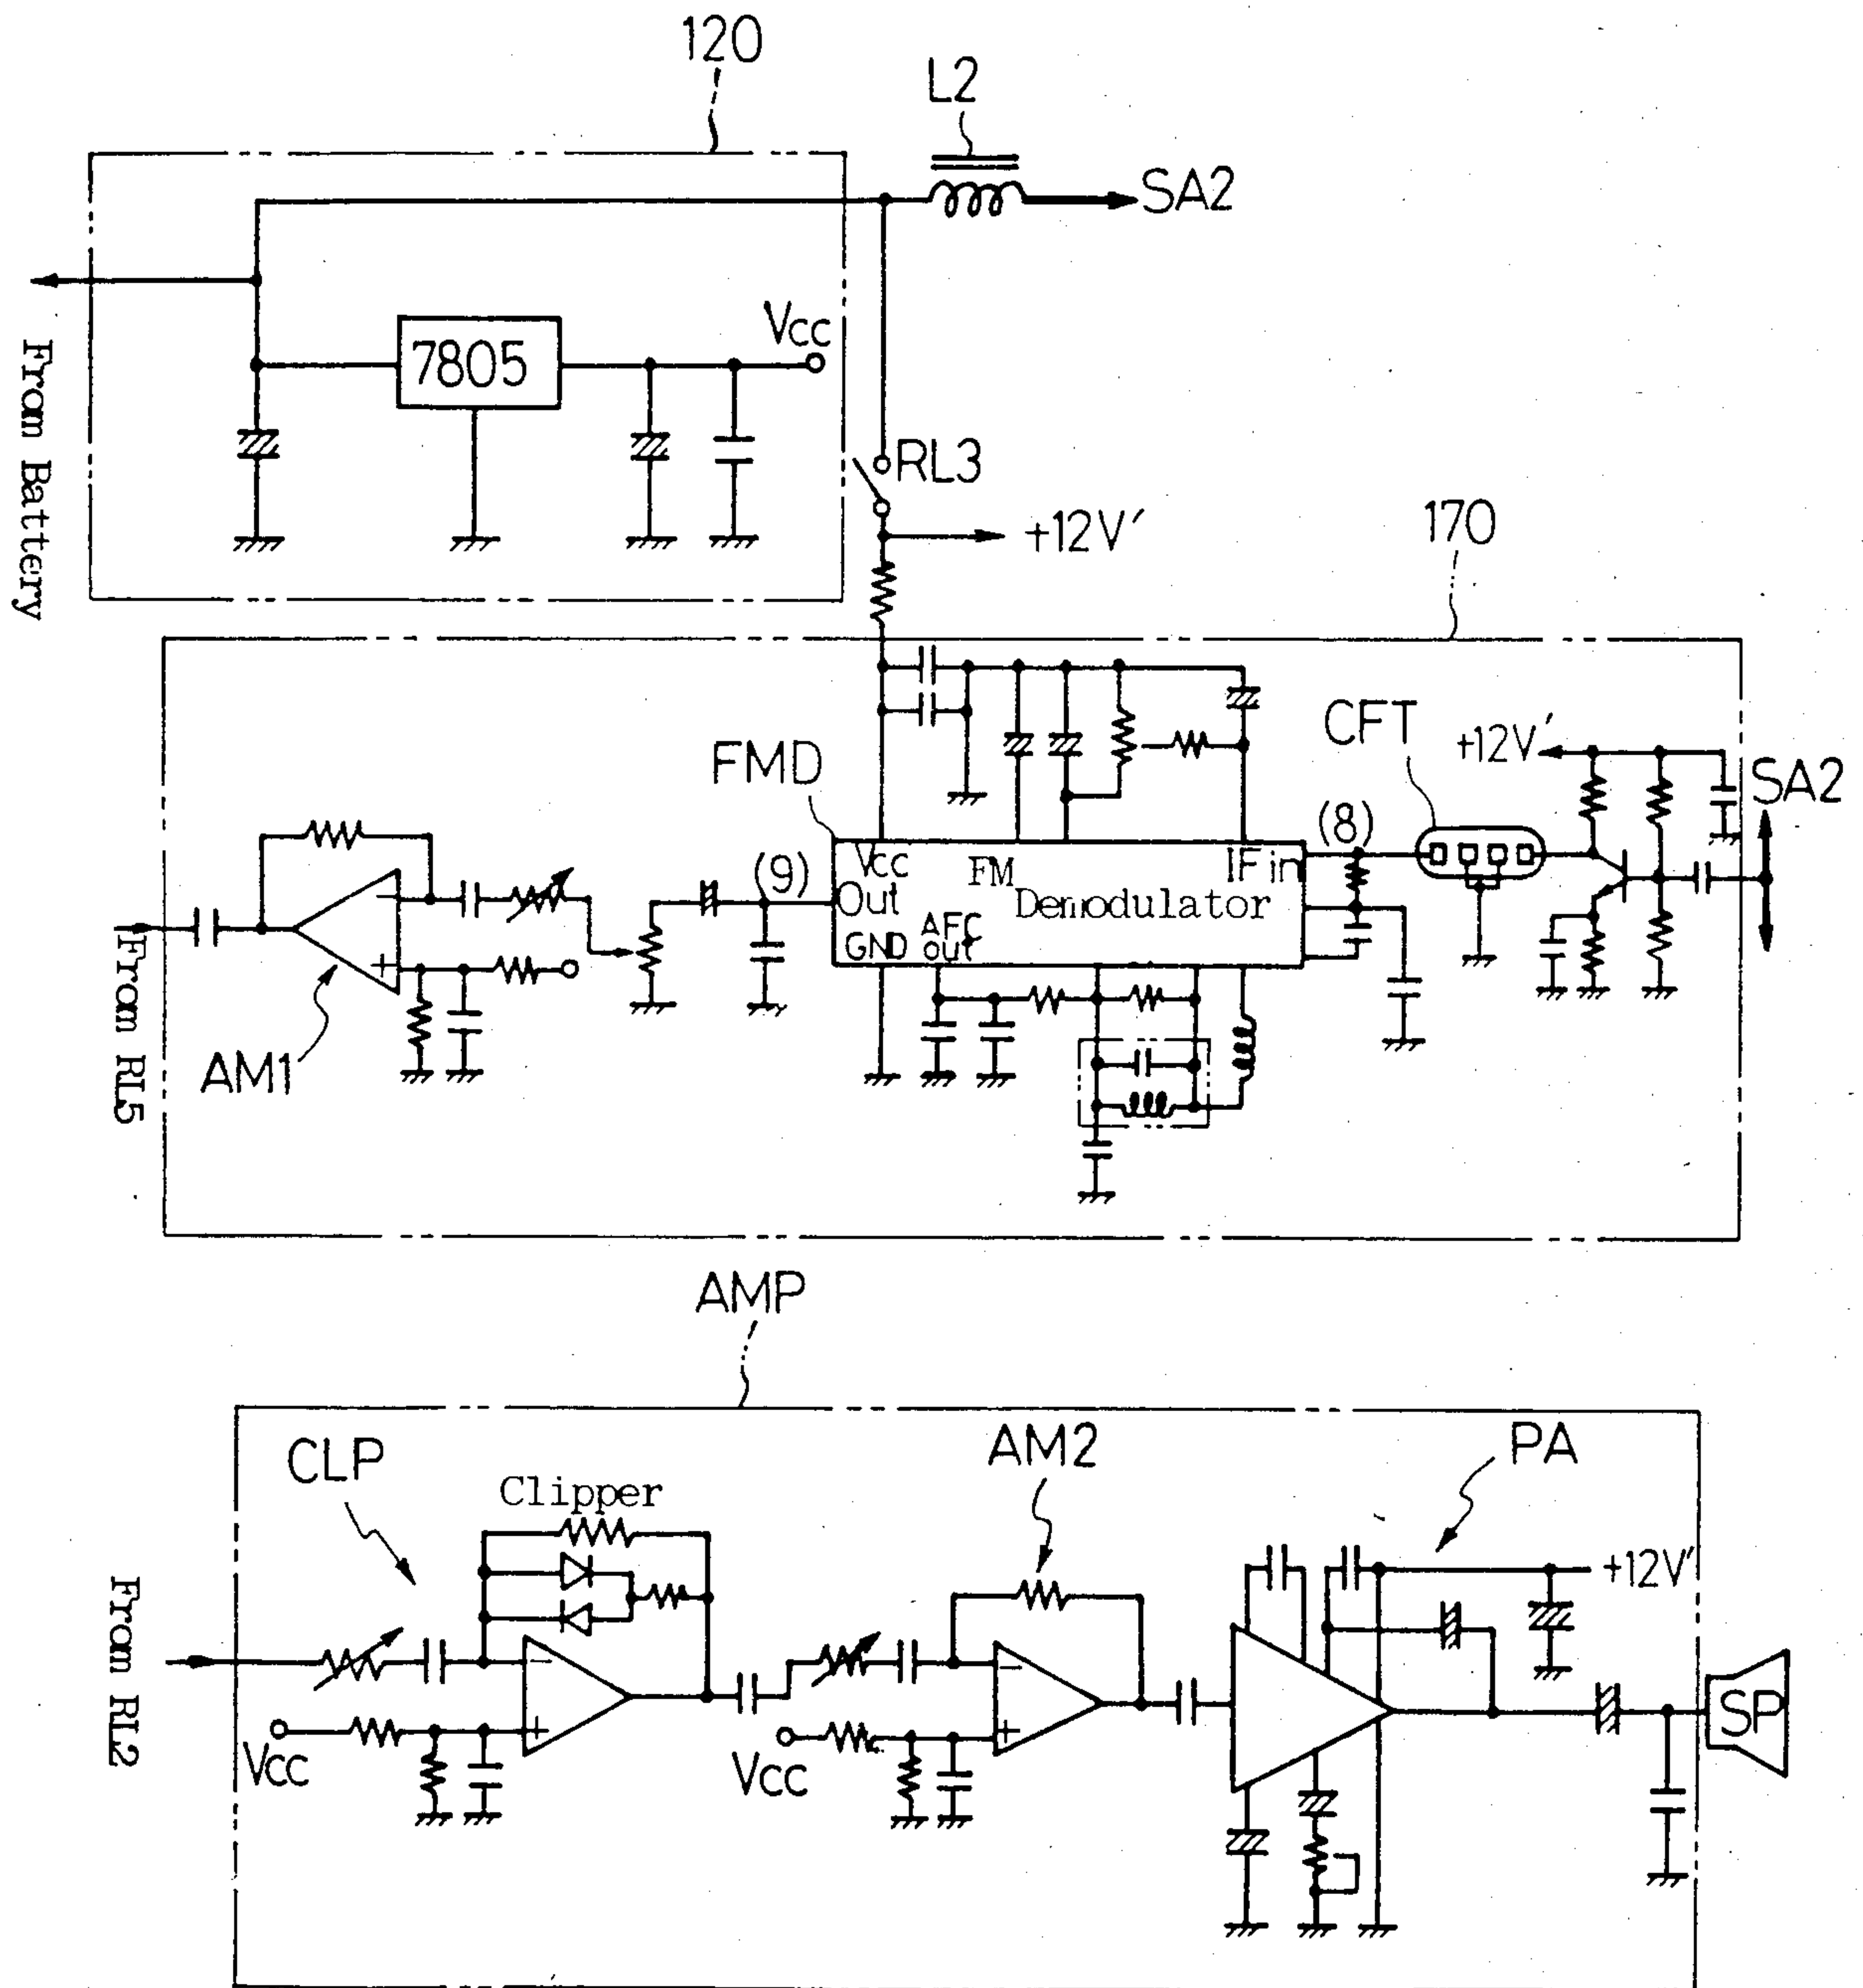 120
L2
SA2
Vcc
7805
From Battery
RL3
+12V'
170
CFT
+12V'
SA2
FMD
(8)
(9)
Vcc
FM
IF in
Out
Demodulator
GND
AFC
out
From RL5
AM1
AMP
CLP
AM2
PA
Clipper
+12V'
From RL2
SP
Vcc
Vcc